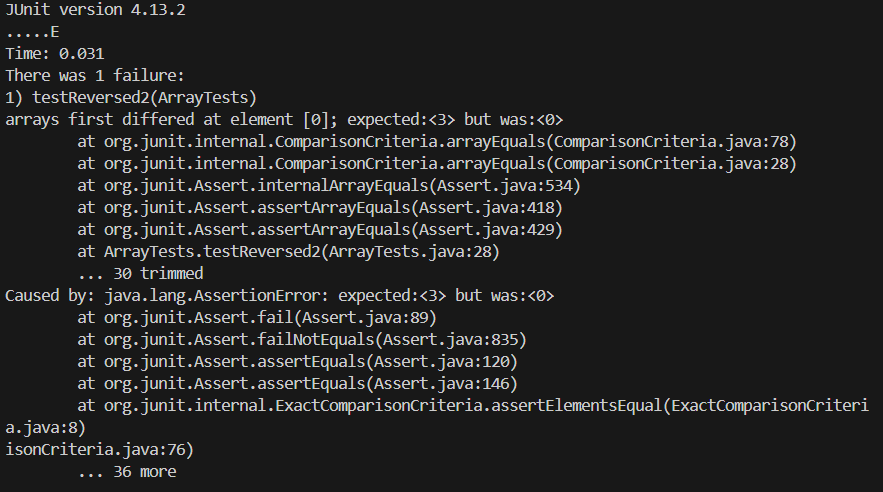 JUnit version 4.13.2
.....E
Time: 0.031
There was 1 failure:
1) testReversed2(ArrayTests)
arrays first differed at element [0]; expected:<3> but was:<0>
        at org.junit.internal.ComparisonCriteria.arrayEquals(ComparisonCriteria.java:78)
        at org.junit.internal.ComparisonCriteria.arrayEquals(ComparisonCriteria.java:28)
        at org.junit.Assert.internalArrayEquals(Assert.java:534)
        at org.junit.Assert.assertArrayEquals(Assert.java:418)
        at org.junit.Assert.assertArrayEquals(Assert.java:429)
        at ArrayTests.testReversed2(ArrayTests.java:28)
        ... 30 trimmed
Caused by: java.lang.AssertionError: expected:<3> but was:<0>
        at org.junit.Assert.fail(Assert.java:89)
        at org.junit.Assert.failNotEquals(Assert.java:835)
        at org.junit.Assert.assertEquals(Assert.java:120)
        at org.junit.Assert.assertEquals(Assert.java:146)
        at org.junit.internal.ExactComparisonCriteria.assertElementsEqual(ExactComparisonCriteri
a.java:8)
isonCriteria.java:76)
        ... 36 more